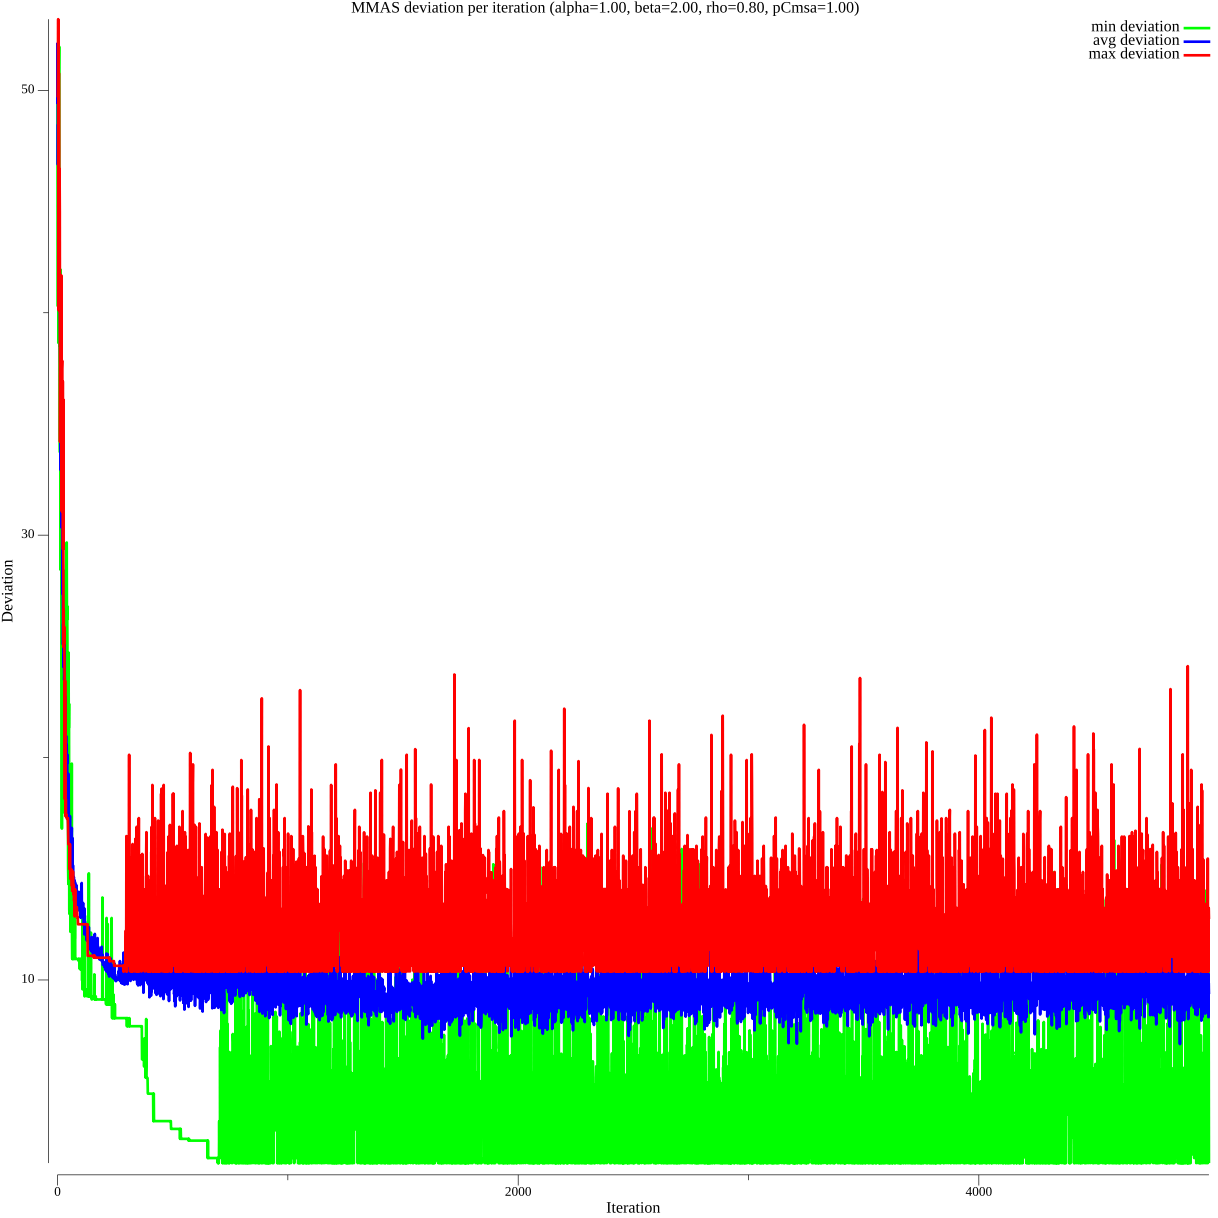 MMAS deviation per iteration (alpha=1.00, beta=2.00, rho=0.80, pCmsa=1.00)
min deviation
avg deviation
max deviation
50
30
10
Deviation
0
2000
4000
Iteration